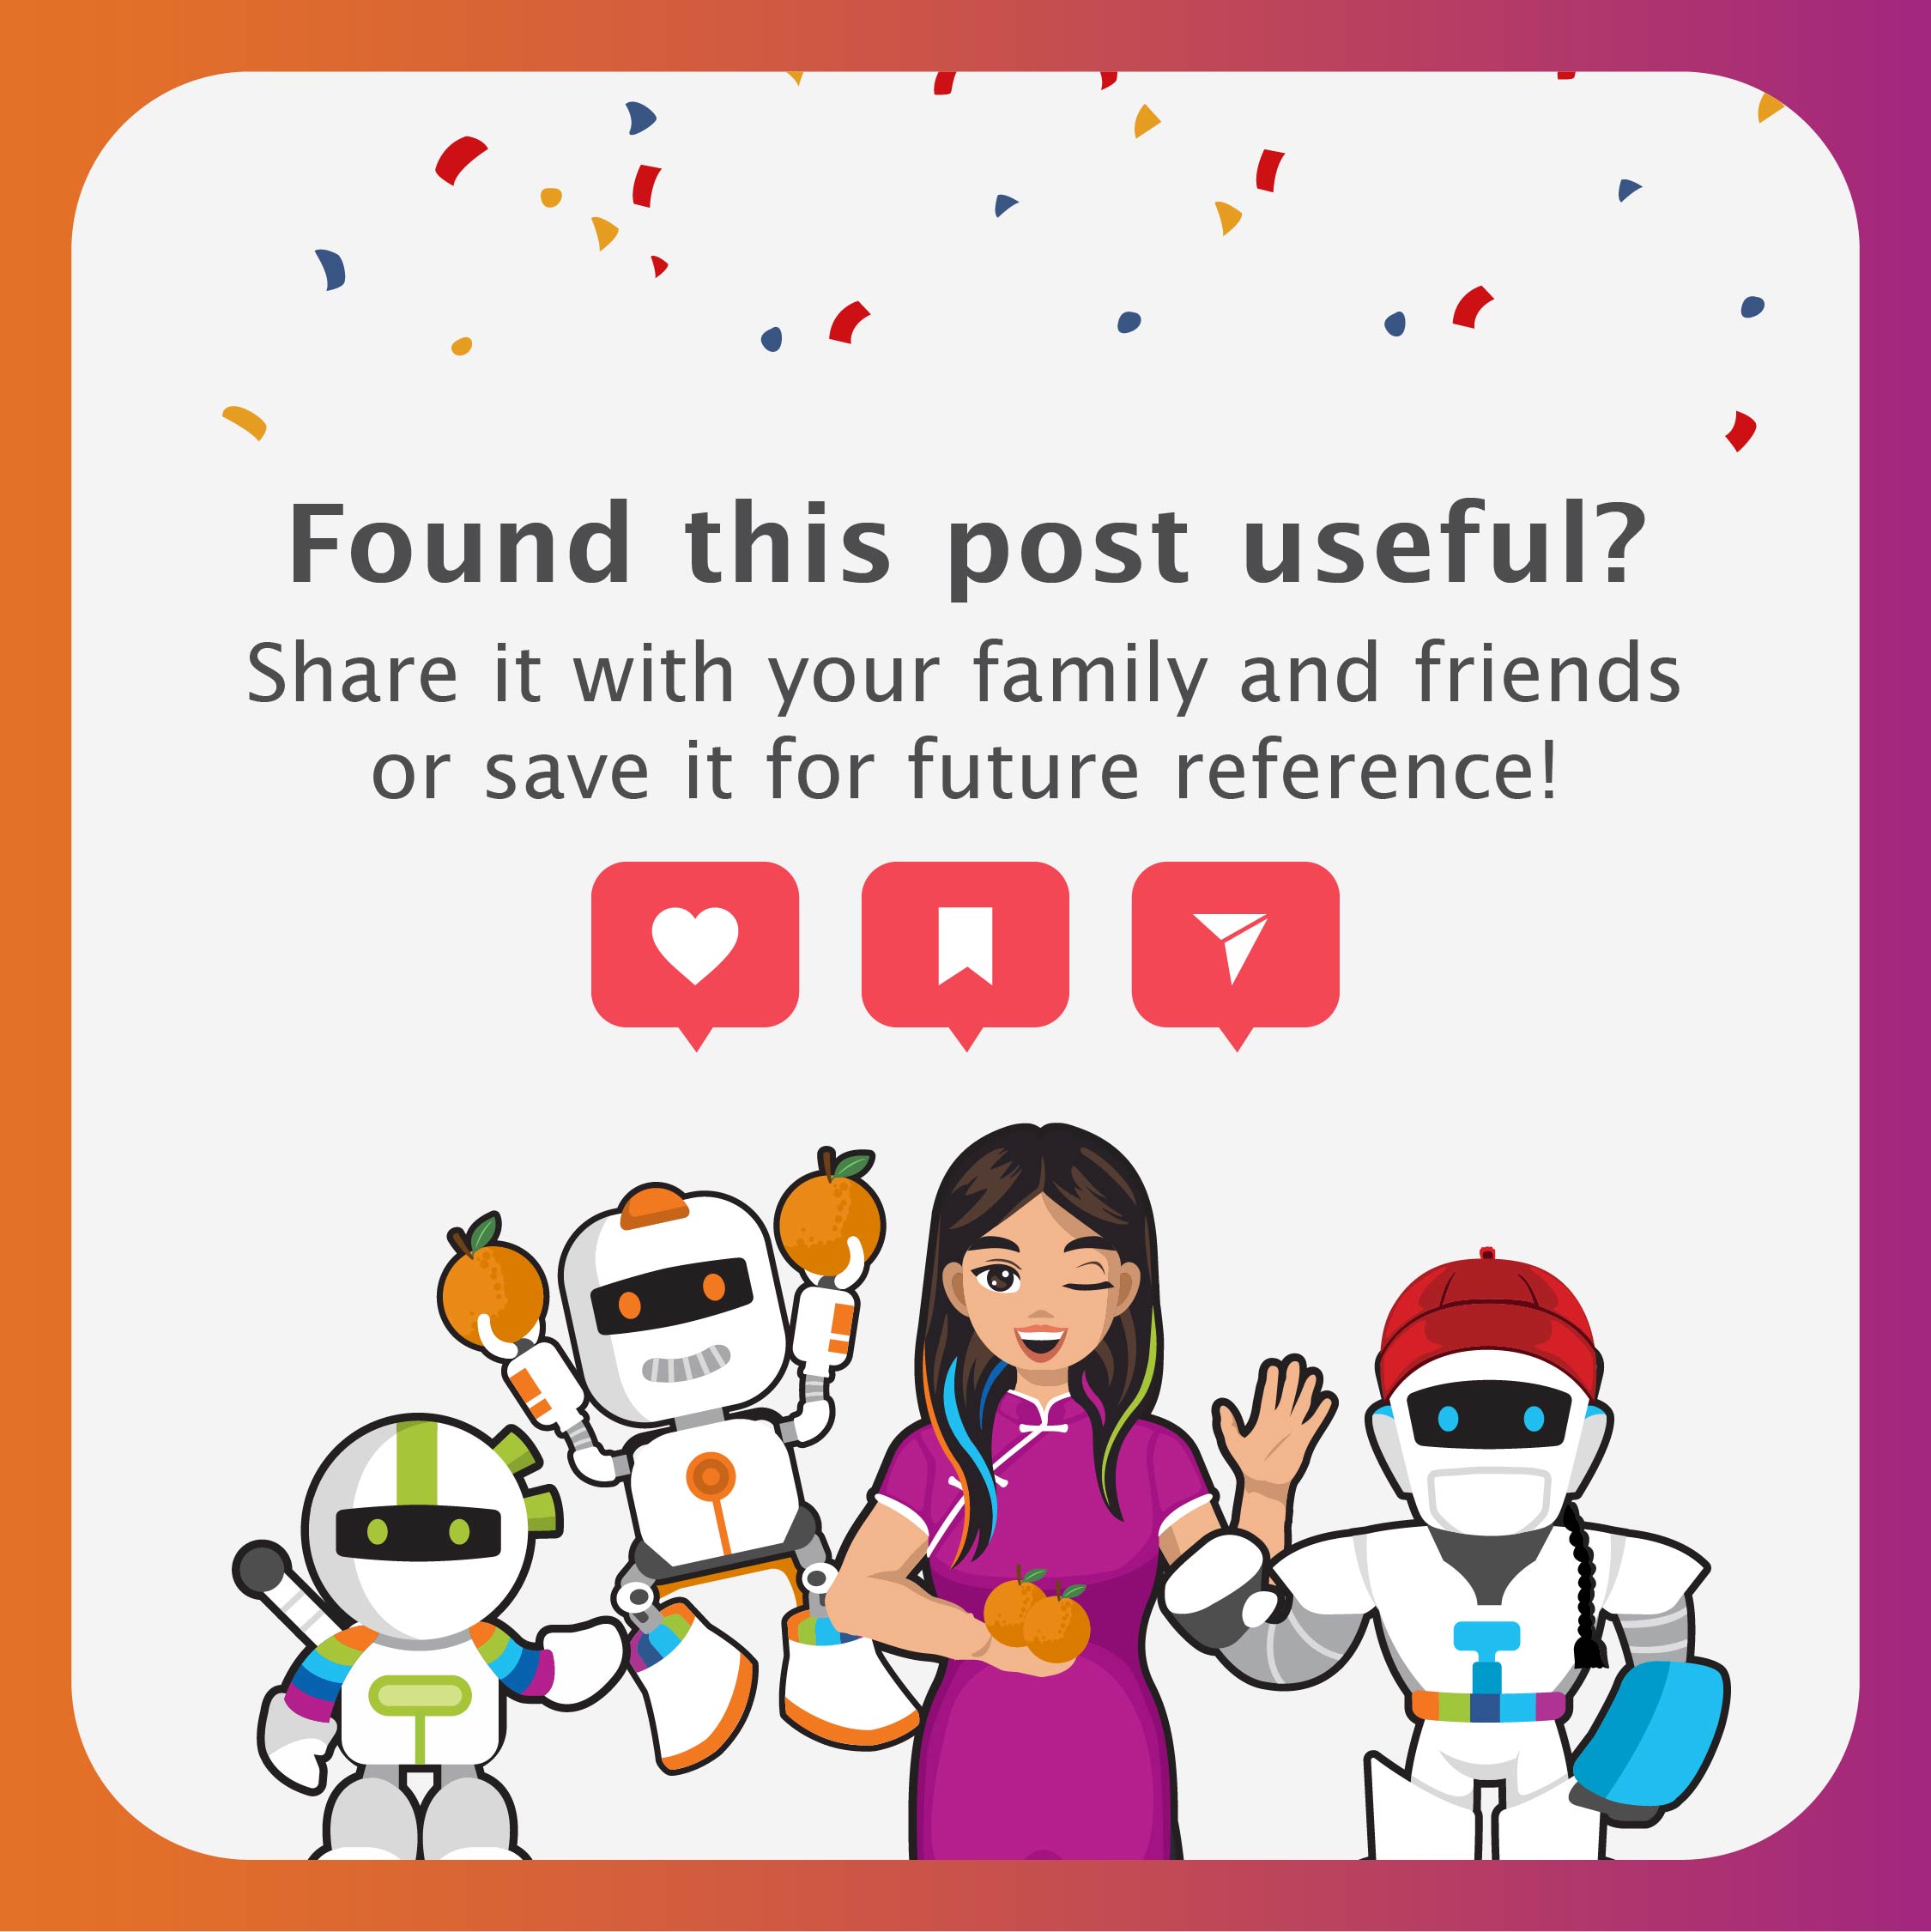 Found this post useful?
Share it with your family and friends
or save it for future reference!